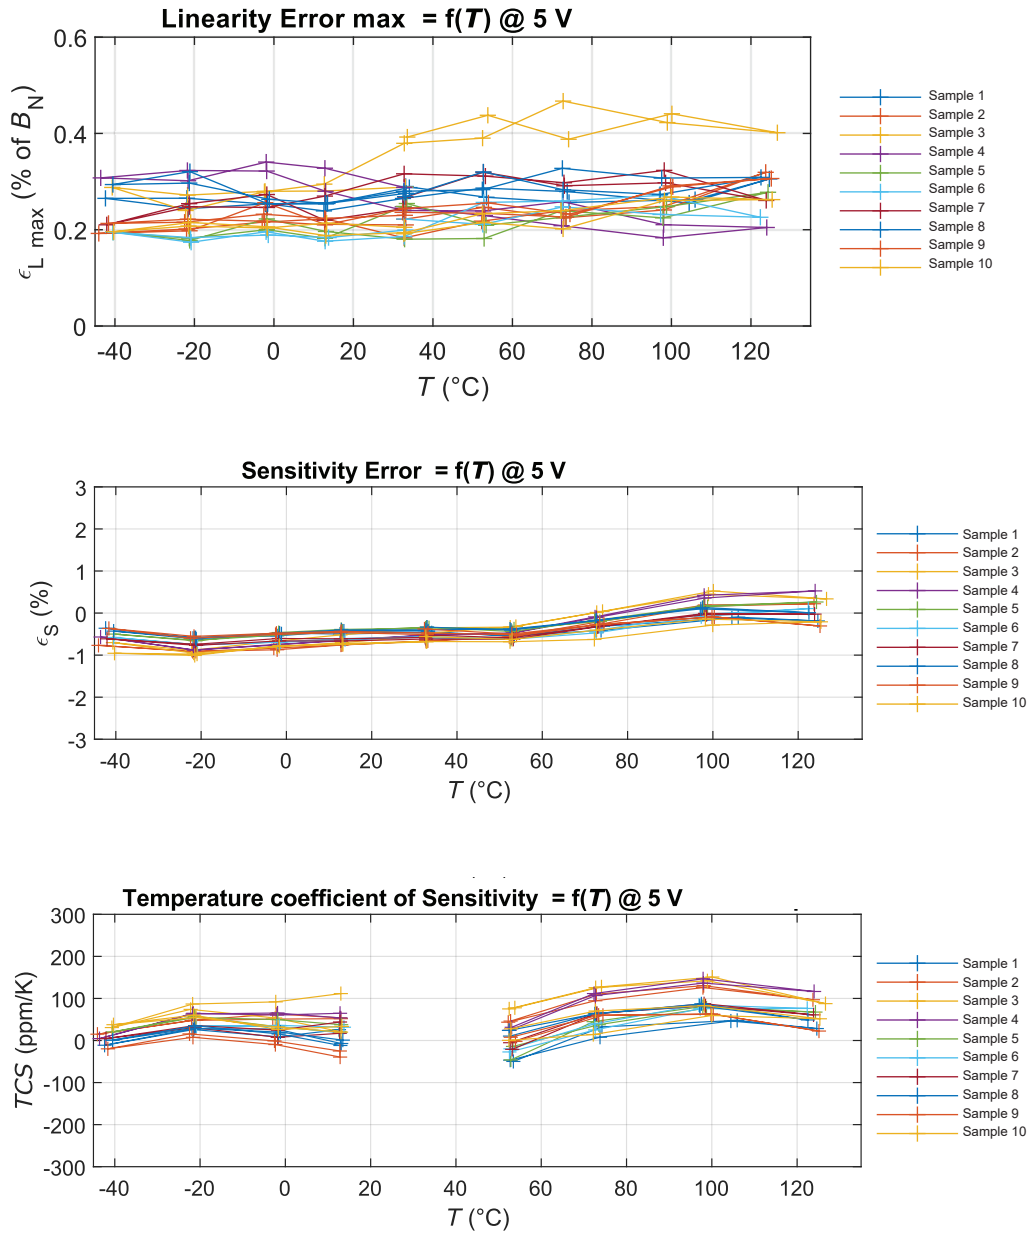 Linearity Error max = f(T) @ 5 V
0.6
0.4
0.2
0
ϵL max (% of BN)
-40 -20 0 20 40 60 80 100 120
T (°C)
Sample 1
Sample 2
Sample 3
Sample 4
Sample 5
Sample 6
Sample 7
Sample 8
Sample 9
Sample 10
Sensitivity Error = f(T) @ 5 V
3
2
1
0
-1
-2
-3
ϵS (%)
-40 -20 0 20 40 60 80 100 120
T (°C)
Sample 1
Sample 2
Sample 3
Sample 4
Sample 5
Sample 6
Sample 7
Sample 8
Sample 9
Sample 10
Temperature coefficient of Sensitivity = f(T) @ 5 V
300
200
100
0
-100
-200
-300
TCS (ppm/K)
-40 -20 0 20 40 60 80 100 120
T (°C)
Sample 1
Sample 2
Sample 3
Sample 4
Sample 5
Sample 6
Sample 7
Sample 8
Sample 9
Sample 10